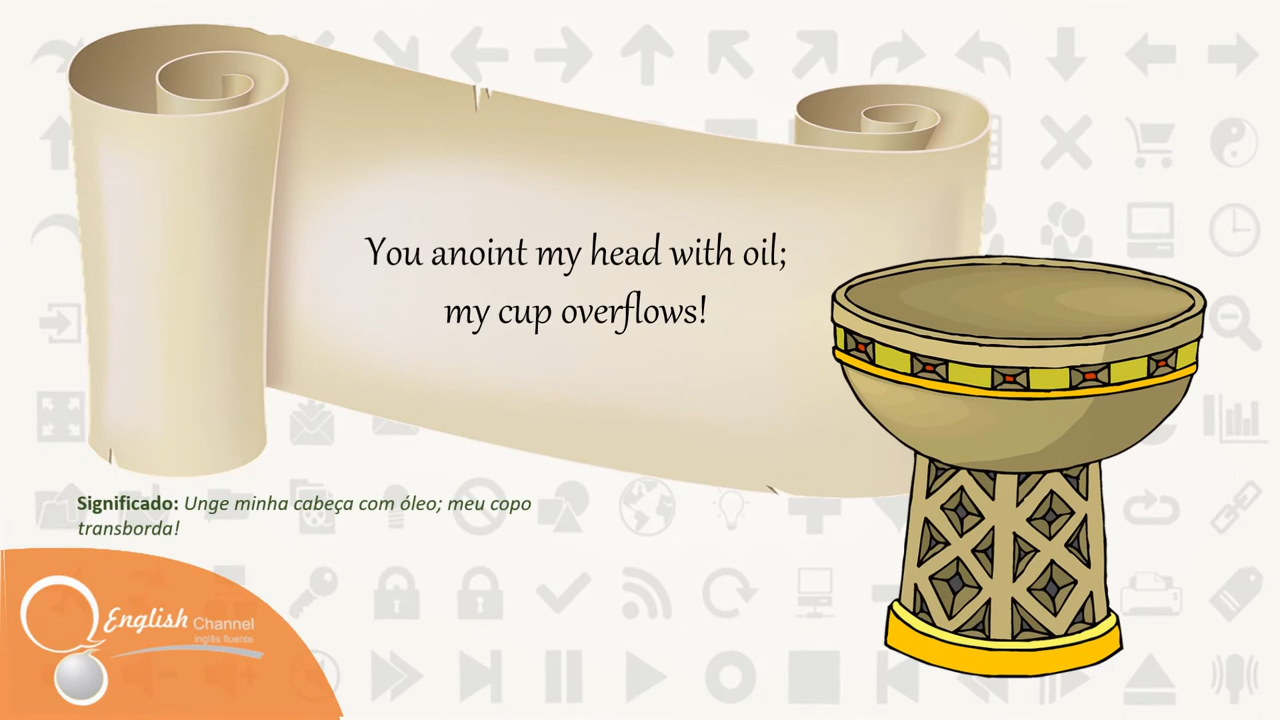 You anoint my head with oil;
my cup overflows!
Significado: Unge minha cabeça com óleo; meu copo
transborda!
English Channel
inglês fluente